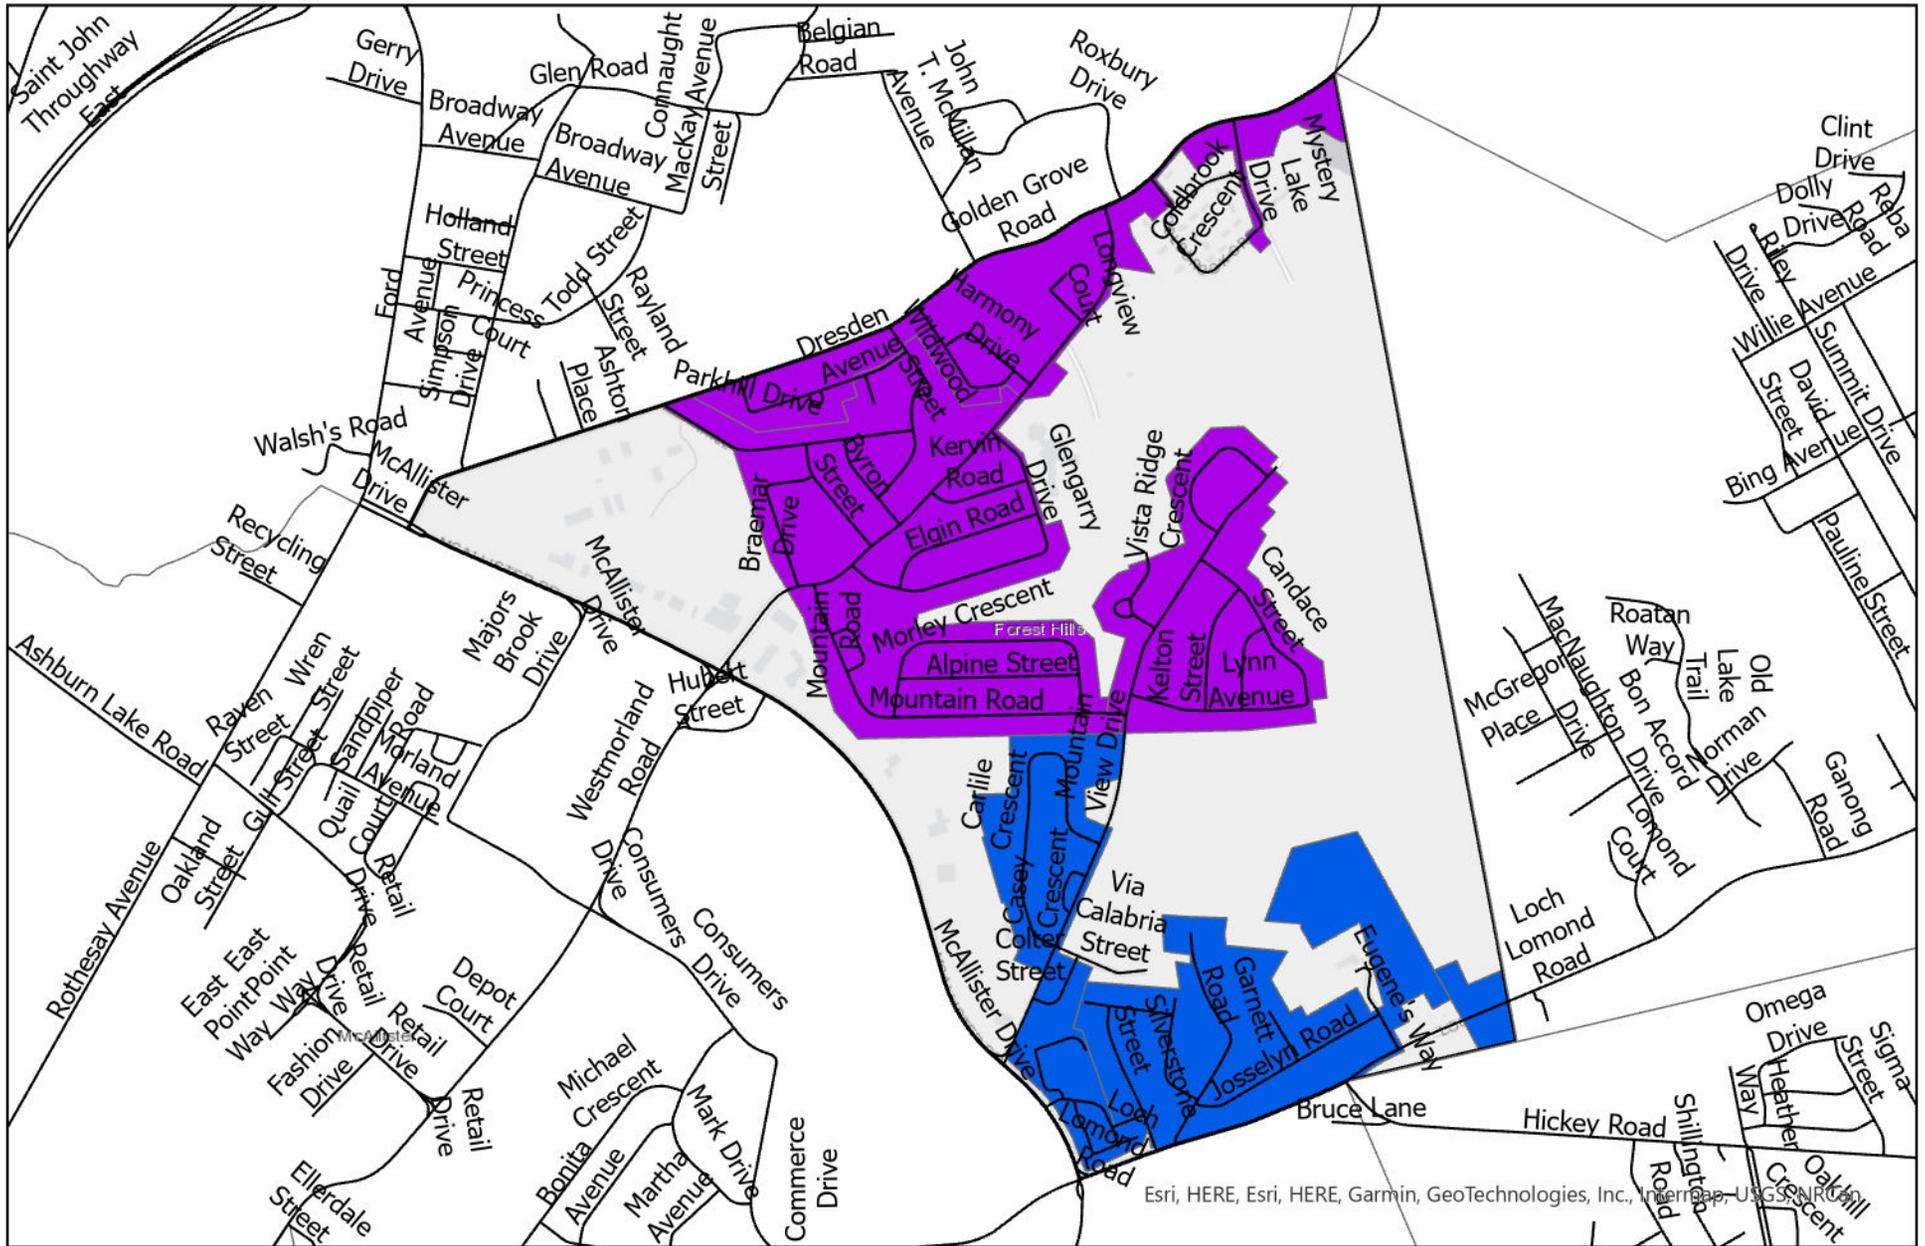 Saint John
Throughway
East
Gerry
Drive
Glen Road
Connaught
Avenue
Belgian
Road
Broadway
Avenue
Broadway
Avenue
MacKay
Street
Avenue
John
T. McMillan
Roxbury
Drive
Golden Grove
Road
Coldbrook
Crescent
Drive
Mystery
Lake
Clint
Drive
Dolly
Drive
Reba
Road
Riley
Drive
Willie Avenue
Summit Drive
David
Street
Bing Avenue
Pauline Street
Holland
Street
Ford
Avenue
Princess
Court
Todd Street
Simpson
Drive
Rayland
Street
Ashton
Place
Dresden
Avenue
Parkhill Drive
Wildwood
Street
Harmony
Drive
Longview
Court
Walsh's Road
McAllister
Drive
Recycling
Street
Byron
Street
Kervin
Road
Elgin Road
Glengarry
Drive
Braemar
Drive
Vista Ridge
Crescent
Candace
Street
McAllister
Drive
Majors
Brook
Drive
Mountain
Road
Morley Crescent
Forest Hills
Alpine Street
Mountain Road
Kelton
Street
Lynn
Avenue
Hubert
Street
Westmorland
Road
Ashburn Lake Road
Wren
Street
Raven
Street
Sandpiper
Road
Morland
Avenue
Gull Street
Quail
Court
Oakland
Street
Retail
Drive
Rothesay Avenue
Consumers
Drive
Consumers
Drive
Carlile
Crescent
Mountain
View Drive
Casey
Crescent
Colter
Street
Via
Calabria
Street
McAllister Drive
Garnett
Road
Silverstone
Street
Josselyn Road
Eugene's Way
Loch
Lomond
Road
Loch
Lomond
Road
Roatan
Way
MacNaughton
Drive
McGregor
Place
Drive
Bon Accord
Trail
Lake
Old
Norman
Drive
Lomond
Court
Ganong
Road
East
Point
Way
East
Point
Way
Retail
Drive
Depot
Court
McAllister
Retail
Drive
Fashion
Drive
Retail
Drive
Michael
Crescent
Mark Drive
Bonita
Avenue
Martha
Avenue
Commerce
Drive
Ellerdale
Street
Bruce Lane
Hickey Road
Omega
Drive
Sigma
Street
Heather
Way
Shillington
Road
Oakhill
Crescent
Esri, HERE, Esri, HERE, Garmin, GeoTechnologies, Inc., Intermap, USGS, NRCan